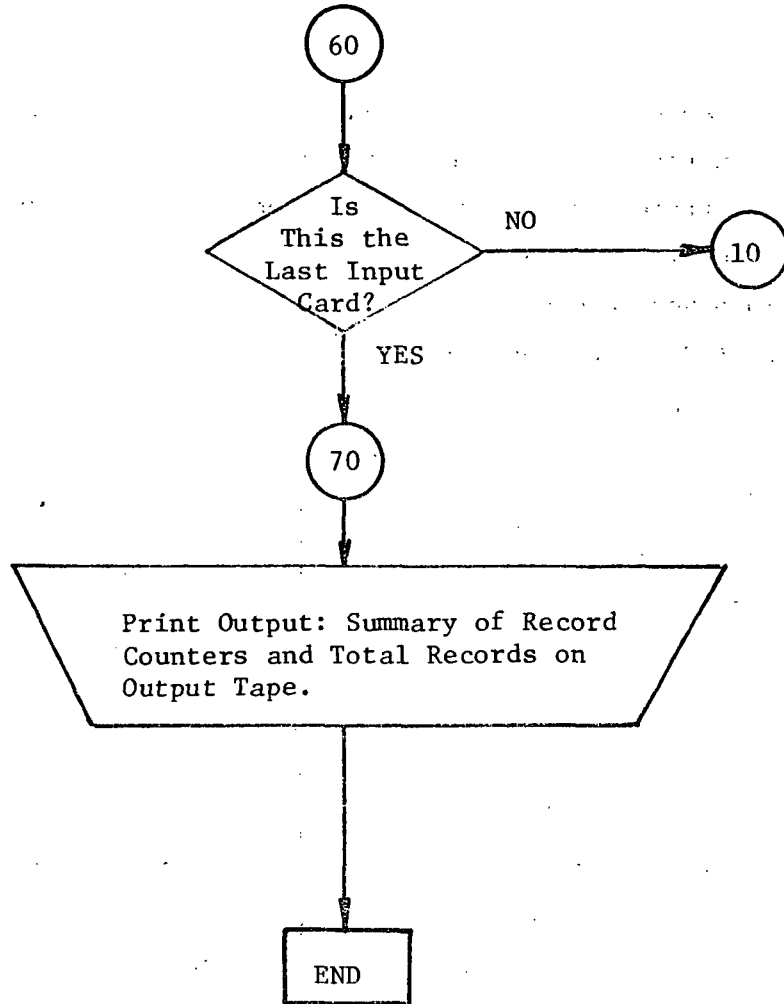 60
Is
This the
Last Input
Card?
NO
10
YES
70
Print Output: Summary of Record
Counters and Total Records on
Output Tape.
END